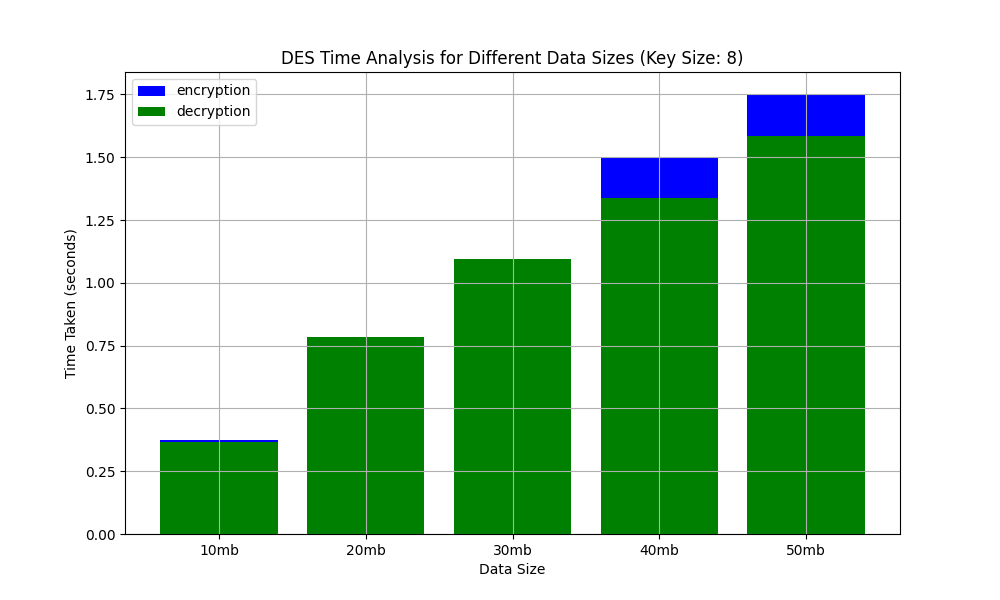 DES Time Analysis for Different Data Sizes (Key Size: 8)
encryption
decryption
1.75
1.50
1.25
1.00
0.75
0.50
0.25
0.00
Time Taken (seconds)
10mb 20mb 30mb 40mb 50mb
Data Size